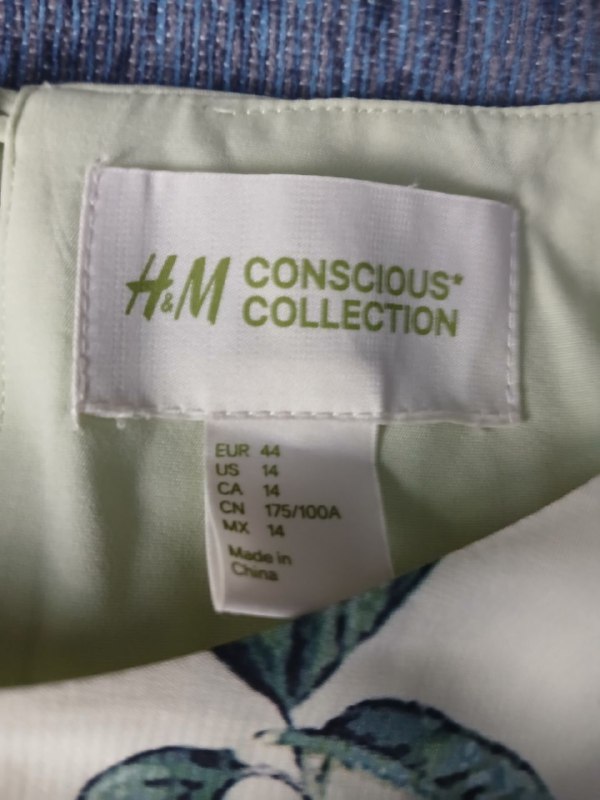 H&M CONSCIOUS*
COLLECTION
EUR 44
US 14
CA 14
CN 175/100A
MX 14
Made in
China